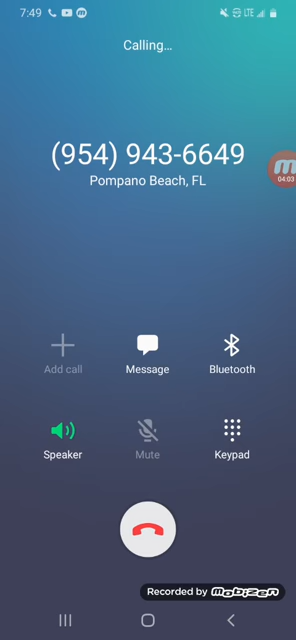 7:49 LTE
Calling...
(954) 943-6649
Pompano Beach, FL
04:03
Add call Message Bluetooth
Speaker Mute Keypad
Recorded by mobizen